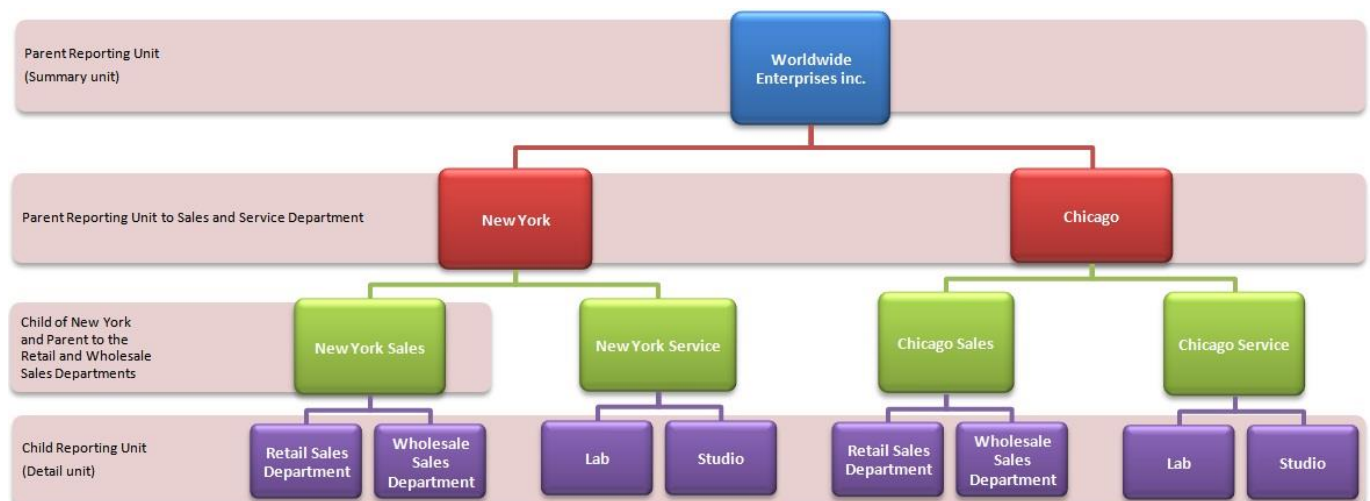 Parent Reporting Unit
(Summary unit)
Worldwide
Enterprises inc.
Parent Reporting Unit to Sales and Service Department
New York
Chicago
Child of New York
and Parent to the
Retail and Wholesale
Sales Departments
New York Sales
New York Service
Chicago Sales
Chicago Service
Child Reporting Unit
(Detail unit)
Retail Sales
Department
Wholesale
Sales
Department
Lab
Studio
Retail Sales
Department
Wholesale
Sales
Department
Lab
Studio